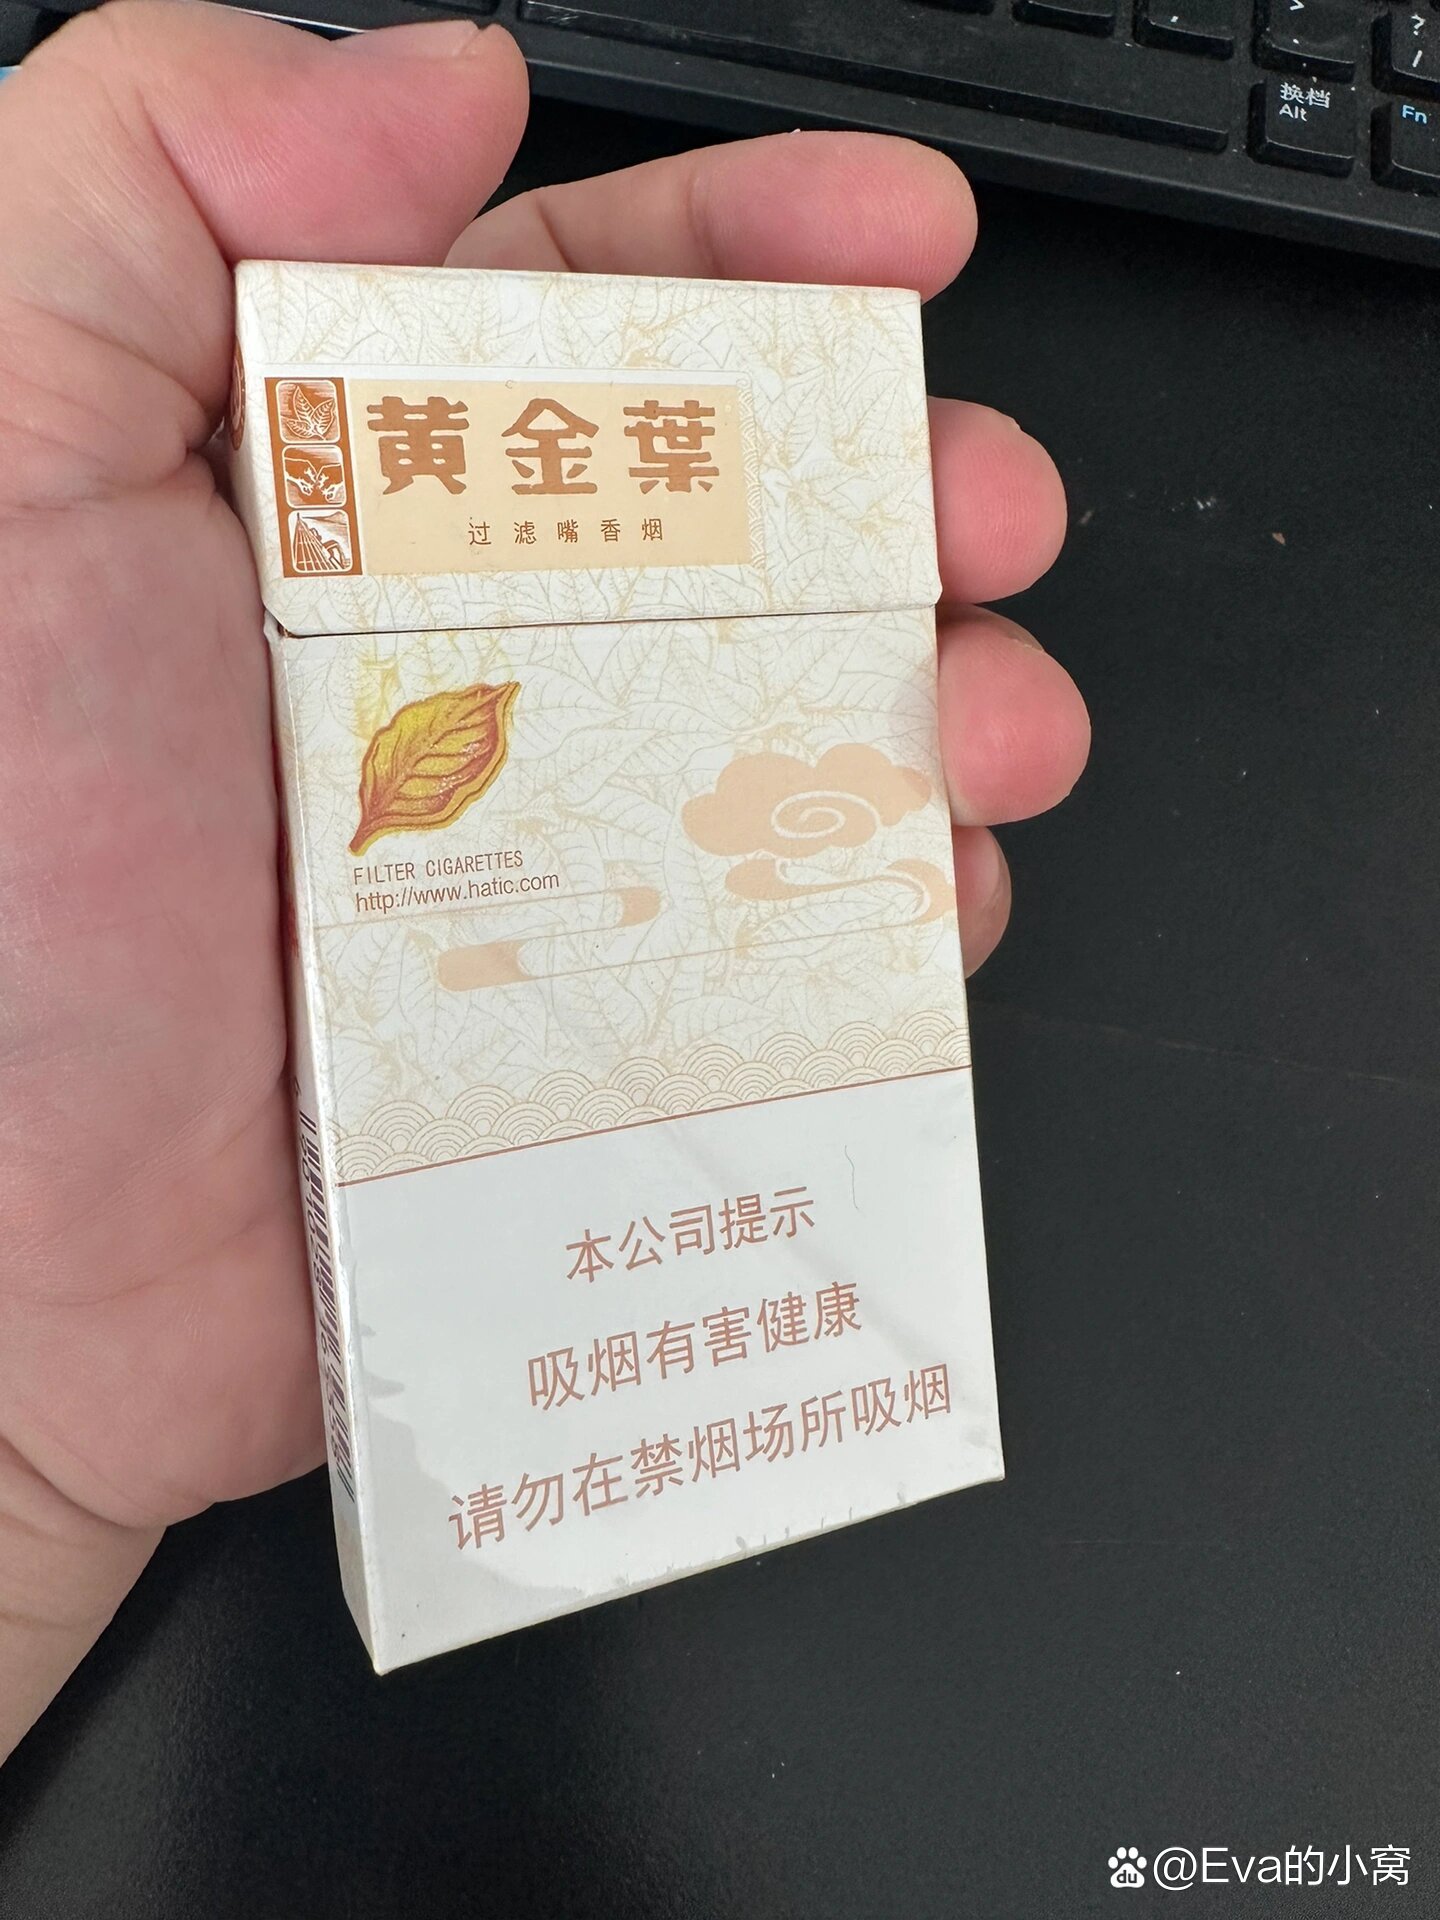 换档
Alt
Fn
黄金葉
过滤嘴香烟
FILTER CIGARETTES
http://www.hatic.com
本公司提示
吸烟有害健康
请勿在禁烟场所吸烟
du @Eva的小窝